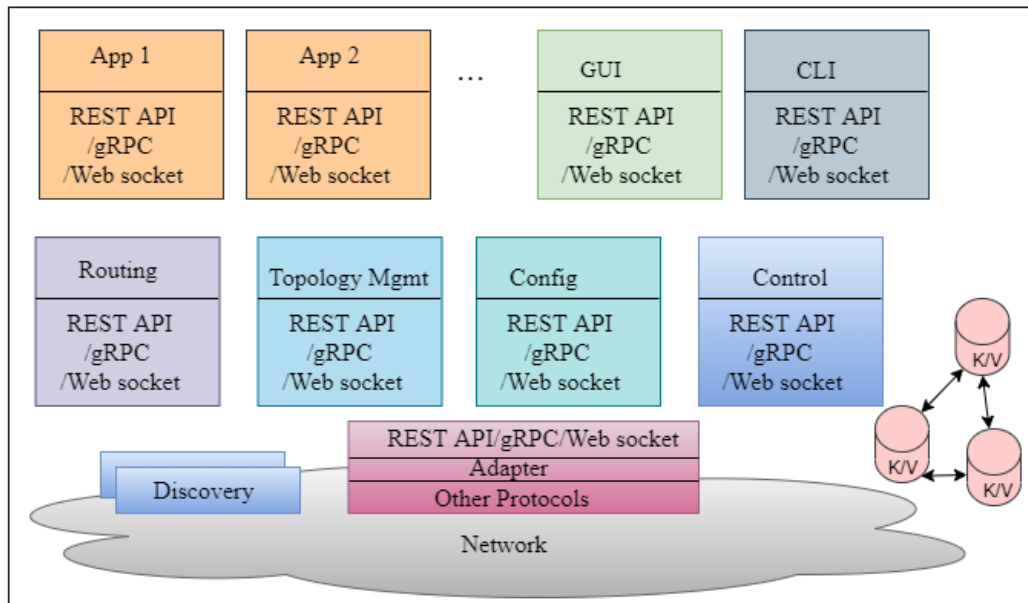 App 1
REST API
/gRPC
/Web socket
App 2
REST API
/gRPC
/Web socket
...
GUI
REST API
/gRPC
/Web socket
CLI
REST API
/gRPC
/Web socket
Routing
REST API
/gRPC
/Web socket
Topology Mgmt
REST API
/gRPC
/Web socket
Config
REST API
/gRPC
/Web socket
Control
REST API
/gRPC
/Web socket
K/V
K/V
K/V
REST API/gRPC/Web socket
Adapter
Other Protocols
Discovery
Network